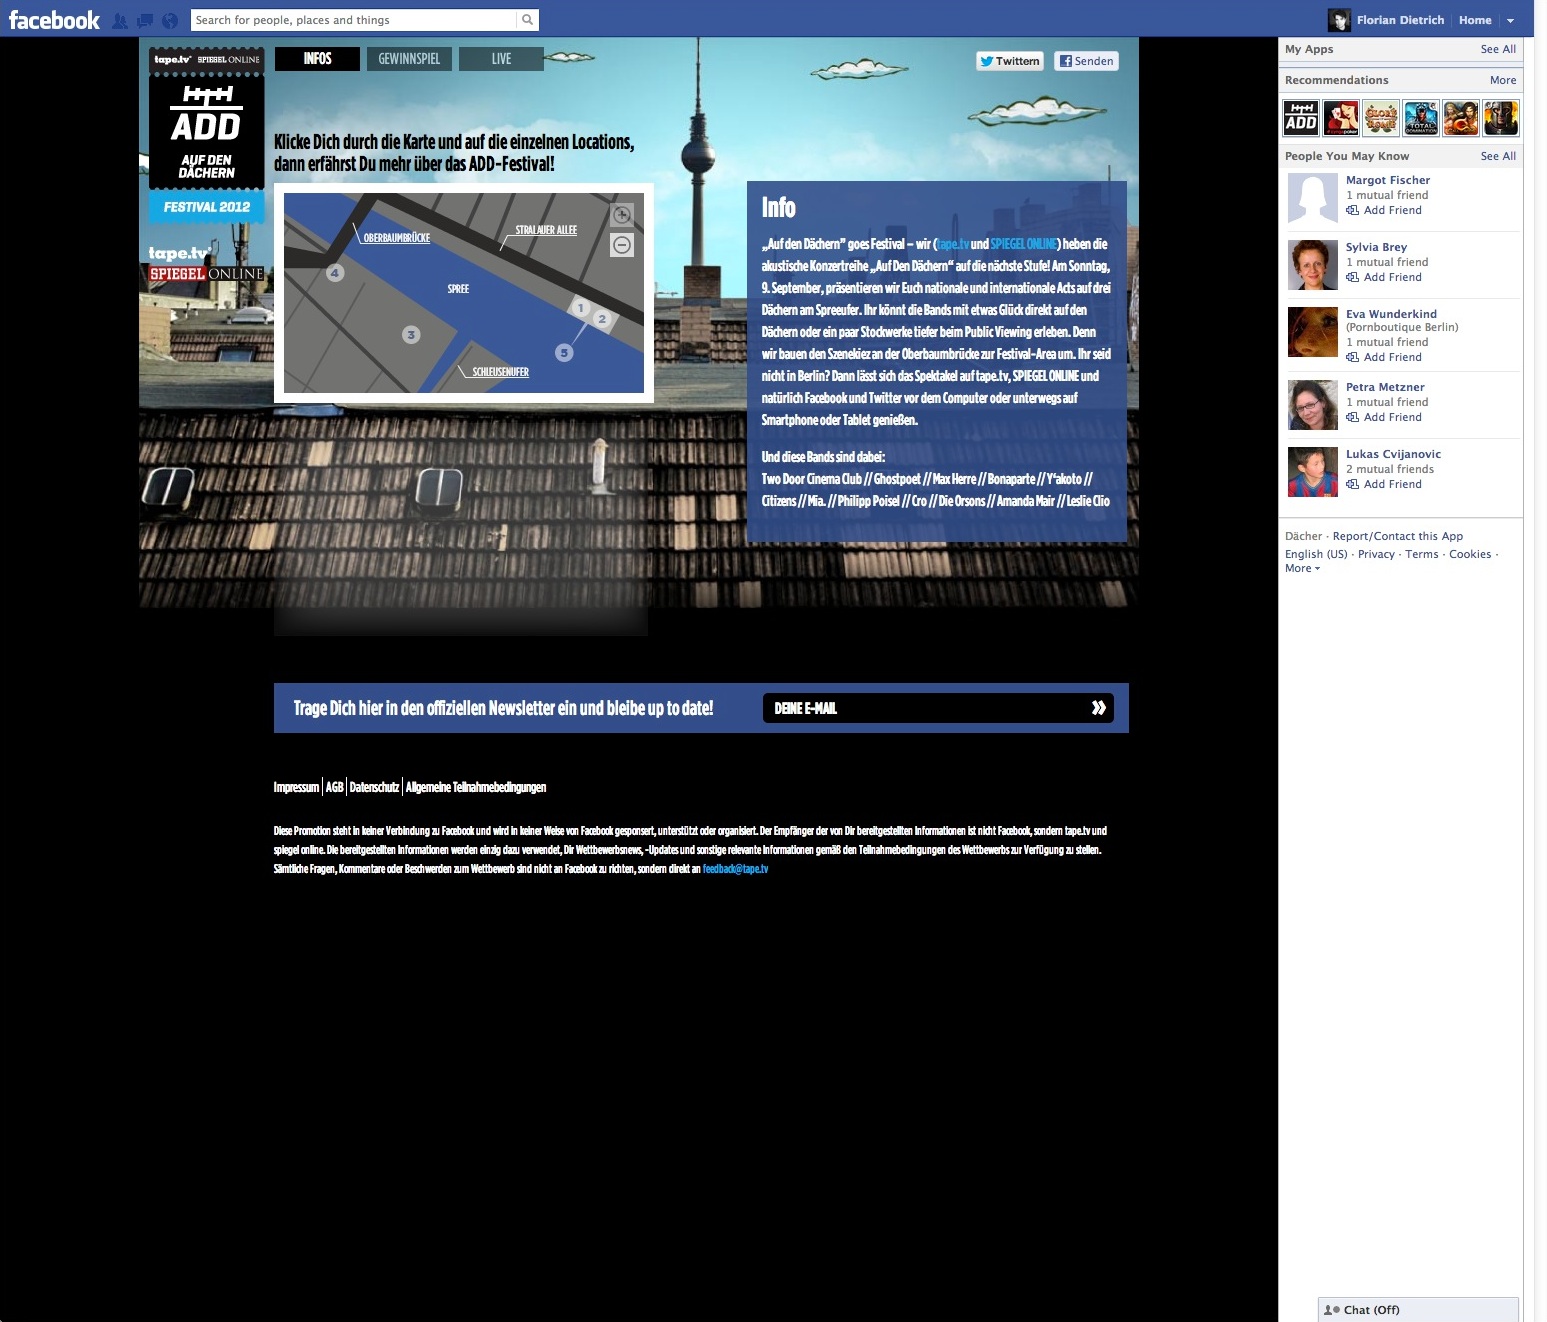 facebook
Search for people, places and things
Florian Dietrich
Home
tape.tv SPIEGEL ONLINE
ADD
AUF DEN
DÄCHERN
FESTIVAL 2012
tape.tv
SPIEGEL ONLINE
INFOS
GEWINNSPIEL
LIVE
Twittern
Senden
Klicke Dich durch die Karte und auf die einzelnen Locations,
dann erfährst Du mehr über das ADD-Festival!
OBERBAUMBRÜCKE
STRALAUER ALLEE
4
SPREE
1
2
3
5
SCHLEUSENUFER
Info
„Auf den Dächern" goes Festival – wir (tape.tv und SPIEGEL ONLINE) heben die
akustische Konzertreihe „Auf Den Dächern“ auf die nächste Stufe! Am Sonntag,
9. September, präsentieren wir Euch nationale und internationale Acts auf drei
Dächern am Spreeufer. Ihr könnt die Bands mit etwas Glück direkt auf den
Dächern oder ein paar Stockwerke tiefer beim Public Viewing erleben. Denn
wir bauen den Szenekiez an der Oberbaumbrücke zur Festival-Area um. Ihr seid
nicht in Berlin? Dann lässt sich das Spektakel auf tape.tv, SPIEGEL ONLINE und
natürlich Facebook und Twitter vor dem Computer oder unterwegs auf
Smartphone oder Tablet genießen.
Und diese Bands sind dabei:
Two Door Cinema Club // Ghostpoet // Max Herre // Bonaparte // Y'akoto //
Citizens // Mia. // Philipp Poisel // Cro // Die Orsons // Amanda Mair // Leslie Clio
Trage Dich hier in den offiziellen Newsletter ein und bleibe up to date!
DEINE E-MAIL
Impressum | AGB | Datenschutz | Allgemeine Teilnahmebedingungen
Diese Promotion steht in keiner Verbindung zu Facebook und wird in keiner Weise von Facebook gesponsert, unterstützt oder organisiert. Der Empfänger der von Dir bereitgestellten Informationen ist nicht Facebook, sondern tape.tv und
spiegel online. Die bereitgestellten Informationen werden einzig dazu verwendet, Dir Wettbewerbsnews, -Updates und sonstige relevante Informationen gemäß den Teilnahmebedingungen des Wettbewerbs zur Verfügung zu stellen.
Sämtliche Fragen, Kommentare oder Beschwerden zum Wettbewerb sind nicht an Facebook zu richten, sondern direkt an feedback@tape.tv
My Apps
See All
Recommendations
More
ADD
TOTAL DOMINATION
People You May Know
See All
Margot Fischer
1 mutual friend
Add Friend
Sylvia Brey
1 mutual friend
Add Friend
Eva Wunderkind
(Pornboutique Berlin)
1 mutual friend
Add Friend
Petra Metzner
1 mutual friend
Add Friend
Lukas Cvijanovic
2 mutual friends
Add Friend
Dächer · Report/Contact this App
English (US) · Privacy · Terms · Cookies ·
More
Chat (Off)